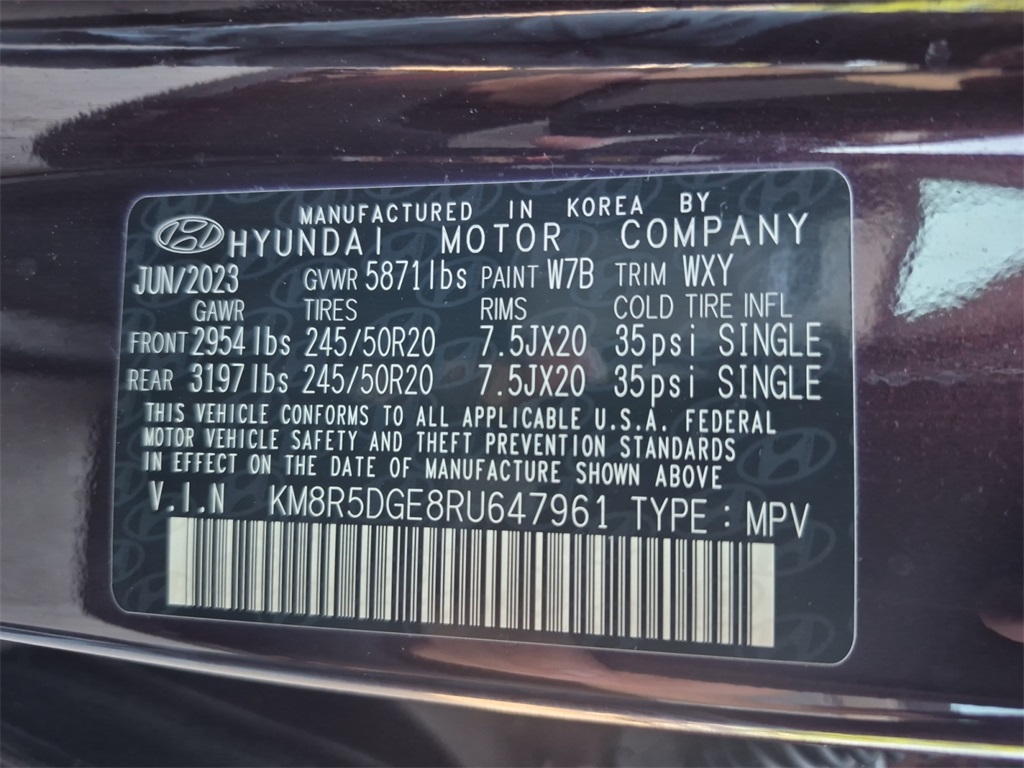 MANUFACTURED IN KOREA BY
HYUNDAI MOTOR COMPANY
JUN/2023 GVWR 5871lbs PAINT W7B TRIM WXY
GAWR TIRES RIMS COLD TIRE INFL
FRONT 2954lbs 245/50R20 7.5JX20 35psi SINGLE
REAR 3197lbs 245/50R20 7.5JX20 35psi SINGLE
THIS VEHICLE CONFORMS TO ALL APPLICABLE U.S.A. FEDERAL
MOTOR VEHICLE SAFETY AND THEFT PREVENTION STANDARDS
IN EFFECT ON THE DATE OF MANUFACTURE SHOWN ABOVE
V.I.N KM8R5DGE8RU647961 TYPE : MPV